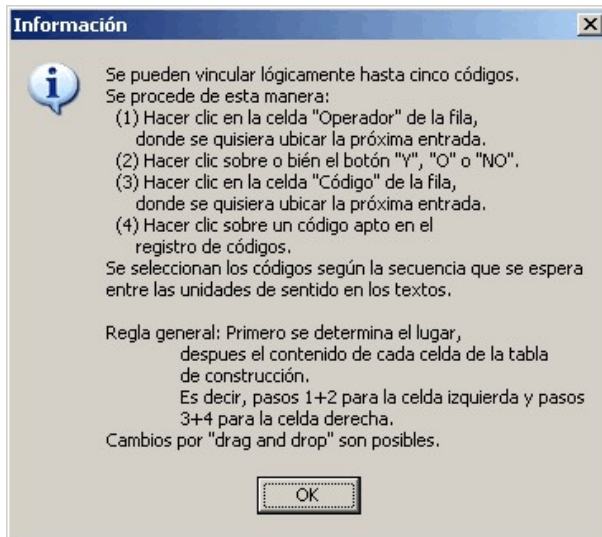 Información
Se pueden vincular lógicamente hasta cinco códigos.
Se procede de esta manera:
(1) Hacer clic en la celda "Operador" de la fila,
donde se quisiera ubicar la próxima entrada.
(2) Hacer clic sobre o bién el botón "Y", "O" o "NO".
(3) Hacer clic en la celda "Código" de la fila,
donde se quisiera ubicar la próxima entrada.
(4) Hacer clic sobre un código apto en el
registro de códigos.
Se seleccionan los códigos según la secuencia que se espera
entre las unidades de sentido en los textos.
Regla general: Primero se determina el lugar,
despues el contenido de cada celda de la tabla
de construcción.
Es decir, pasos 1+2 para la celda izquierda y pasos
3+4 para la celda derecha.
Cambios por "drag and drop" son posibles.
OK